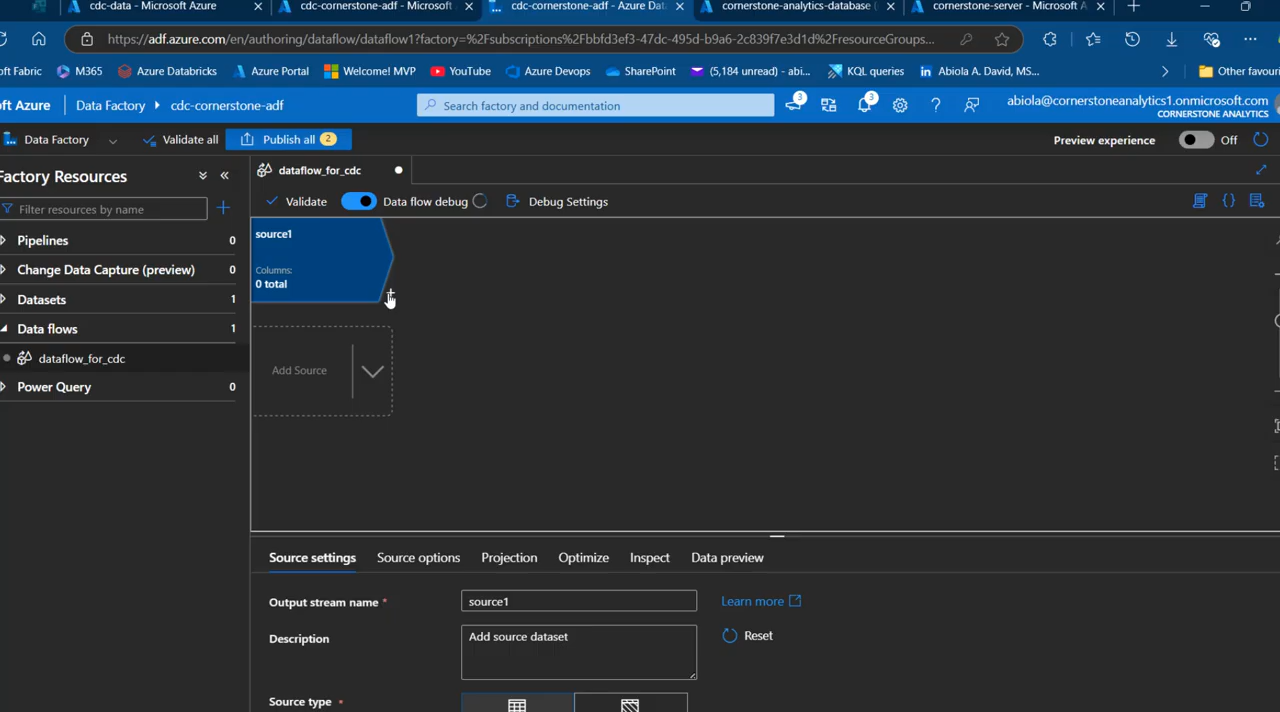 cdc-data - Microsoft Azure
cdc-cornerstone-adf - Microsoft
cdc-cornerstone-adf - Azure Dat
cornerstone-analytics-database (
cornerstone-server - Microsoft A
https://adf.azure.com/en/authoring/dataflow/dataflow1?factory=%2Fsubscriptions%2Fbbfd3ef3-47dc-495d-b9a6-2c839f7e3d1d%2FresourceGroups...
oft Fabric
M365
Azure Databricks
Azure Portal
Welcome! MVP
YouTube
Azure Devops
SharePoint
(5,184 unread) - abi...
KQL queries
Abiola A. David, MS...
Other favouri
oft Azure
Data Factory
cdc-cornerstone-adf
Search factory and documentation
3
3
abiola@cornerstoneanalytics1.onmicrosoft.com
CORNERSTONE ANALYTICS
Data Factory
Validate all
Publish all 2
Preview experience
Off
Factory Resources
Filter resources by name
Pipelines 0
Change Data Capture (preview) 0
Datasets 1
Data flows 1
dataflow_for_cdc
Power Query 0
dataflow_for_cdc
Validate
Data flow debug
Debug Settings
source1
Columns:
0 total
Add Source
Source settings
Source options
Projection
Optimize
Inspect
Data preview
Output stream name *
source1
Learn more
Description
Add source dataset
Reset
Source type *